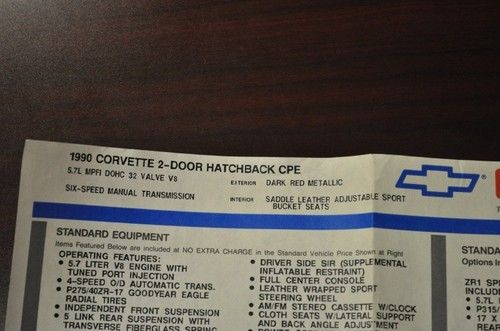 1990 CORVETTE 2-DOOR HATCHBACK CPE
5.7L MPFI DOHC 32 VALVE V8
EXTERIOR DARK RED METALLIC
SIX-SPEED MANUAL TRANSMISSION
INTERIOR SADDLE LEATHER ADJUSTABLE SPORT
BUCKET SEATS
STANDARD EQUIPMENT
Items Featured Below are included at NO EXTRA CHARGE in the Standard Vehicle Price Shown at Right
OPERATING FEATURES:
• 5.7 LITER V8 ENGINE WITH
TUNED PORT INJECTION
• 4-SPEED O/D AUTOMATIC TRANS.
• P275/40ZR-17 GOODYEAR EAGLE
RADIAL TIRES
• INDEPENDENT FRONT SUSPENSION
• 5 LINK REAR SUSPENSION WITH
TRANSVERSE FIBERGLASS SPRING
• DRIVER SIDE SIR (SUPPLEMENTAL
INFLATABLE RESTRAINT)
• FULL CENTER CONSOLE
• LEATHER WRAPPED SPORT
STEERING WHEEL
• AM/FM STEREO CASSETTE W/CLOCK
• CLOTH SEATS W/LATERAL SUPPORT
AND BACK ANGLE ADJUSTMENT
STANDA
Options In
ZR1 SPE
INCLUDE
• 5.7L
• P315
• 17 X